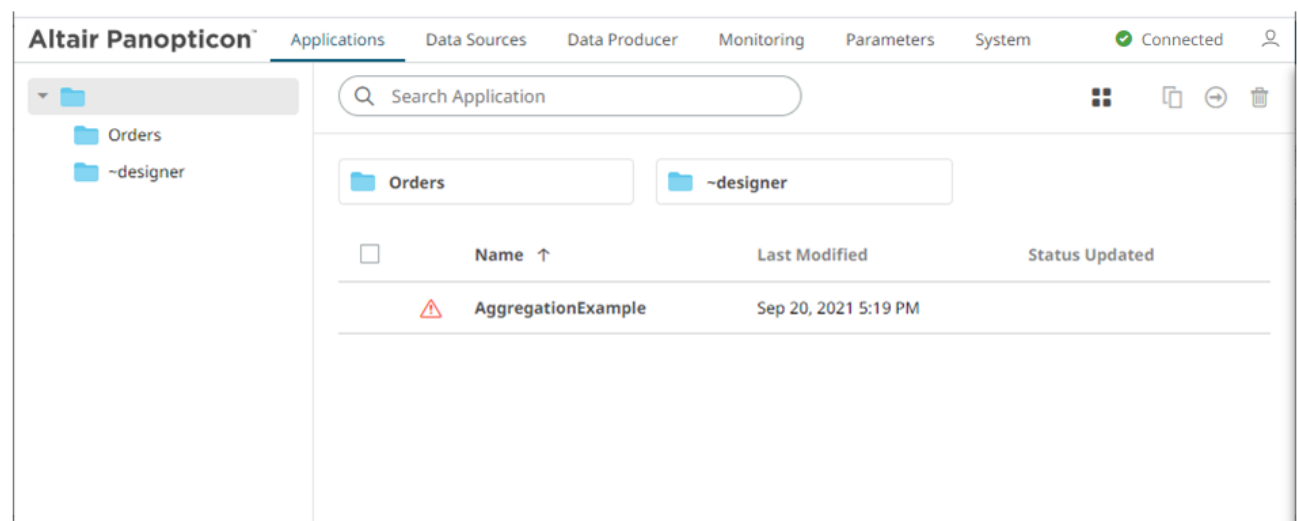 Altair Panopticon™ Applications Data Sources Data Producer Monitoring Parameters System Connected
Search Application
Orders
~designer
Orders ~designer
Name ↑ Last Modified Status Updated
AggregationExample Sep 20, 2021 5:19 PM